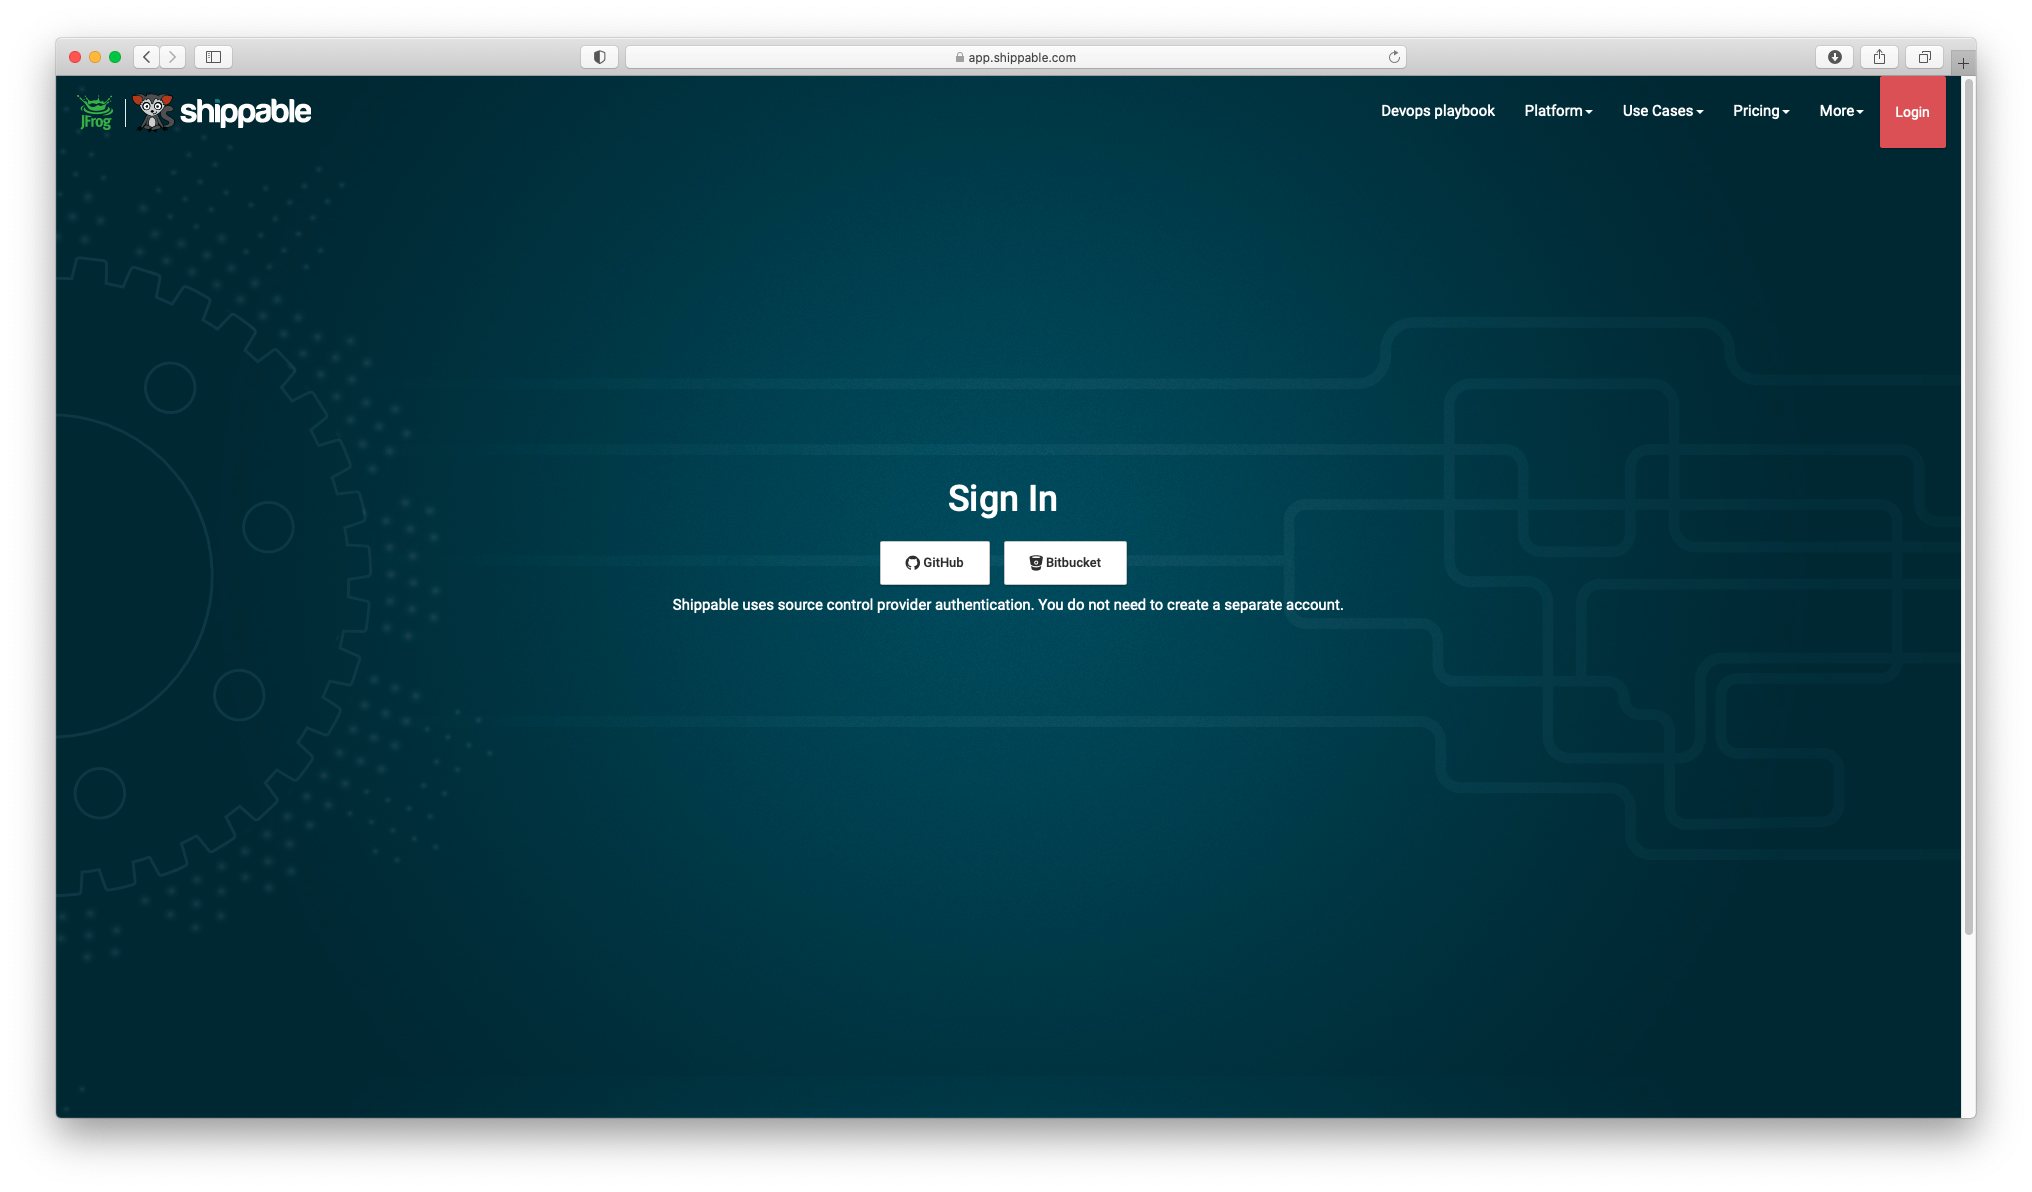 app.shippable.com
JFrog
shippable
Devops playbook
Platform
Use Cases
Pricing
More
Login
Sign In
GitHub
Bitbucket
Shippable uses source control provider authentication. You do not need to create a separate account.